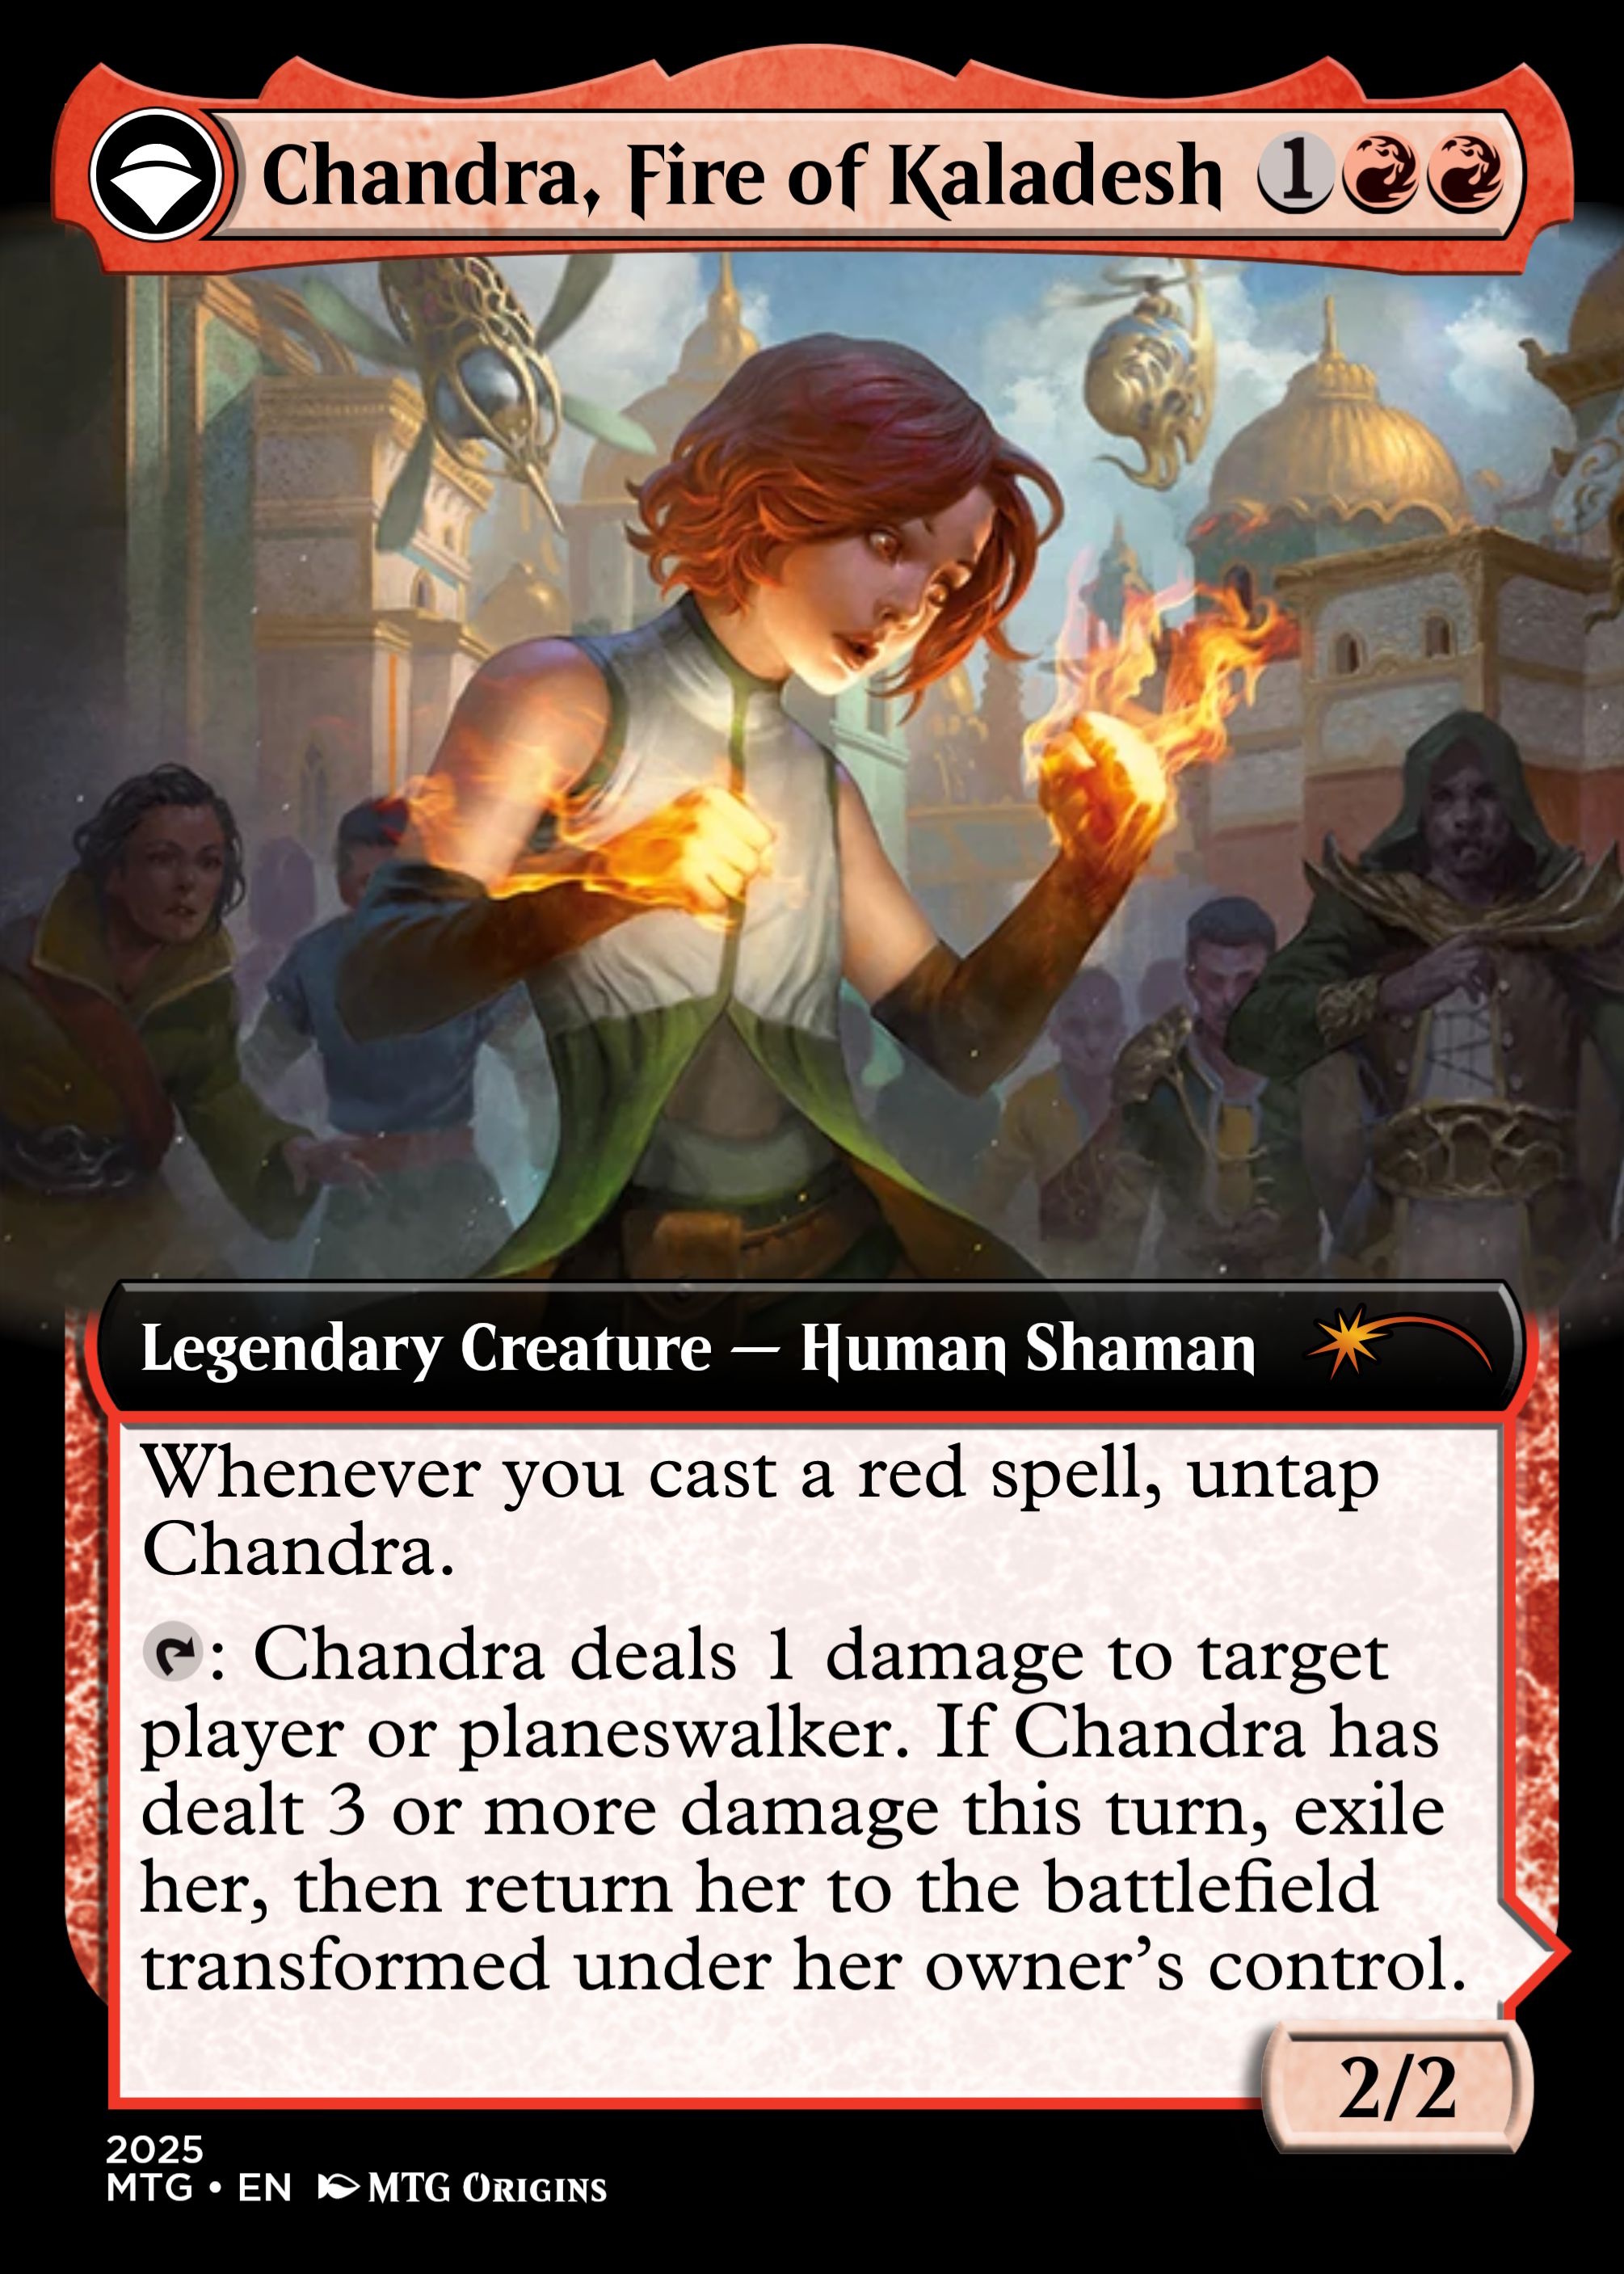 Chandra, Fire of Kaladesh 1
Legendary Creature — Human Shaman
Whenever you cast a red spell, untap
Chandra.
: Chandra deals 1 damage to target
player or planeswalker. If Chandra has
dealt 3 or more damage this turn, exile
her, then return her to the battlefield
transformed under her owner’s control.
2/2
2025
MTG • EN MTG Origins